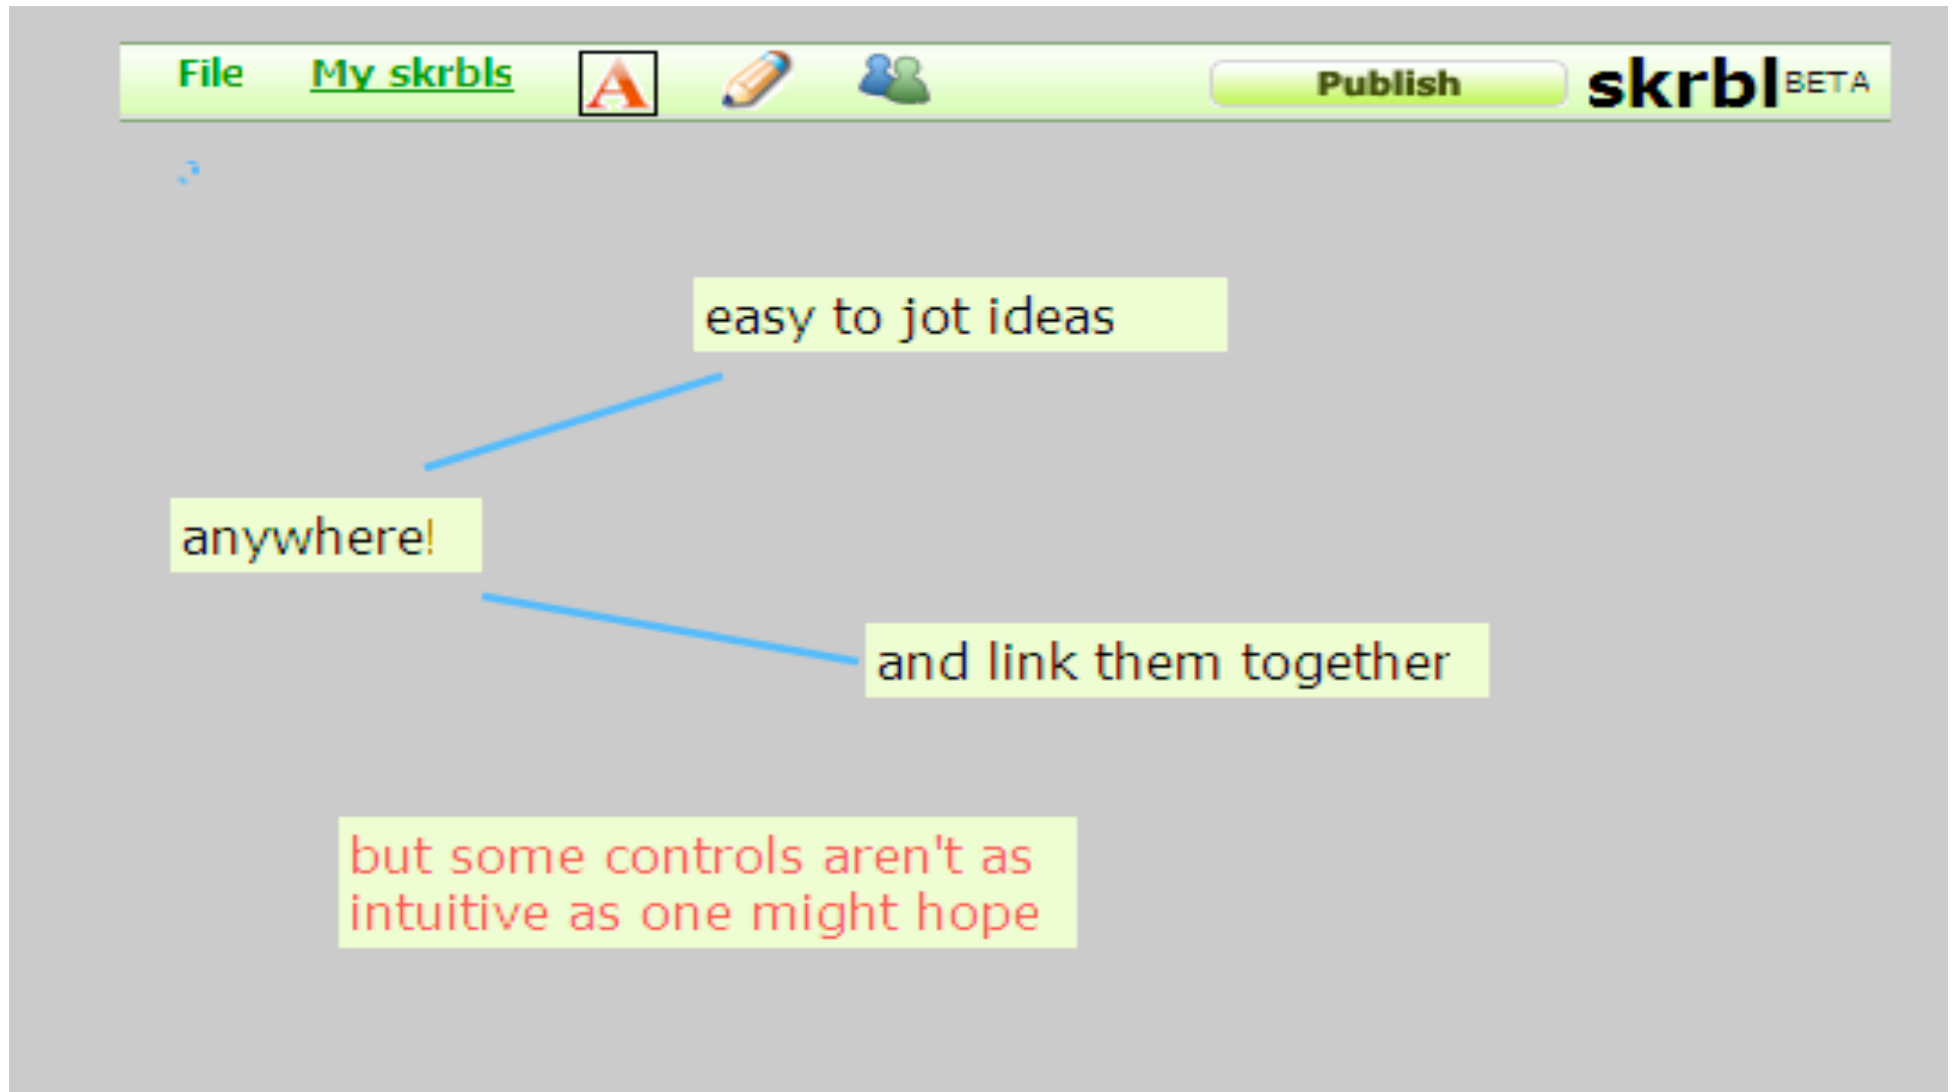 File My skrbls A Publish skrbl BETA
easy to jot ideas
anywhere!
and link them together
but some controls aren't as
intuitive as one might hope